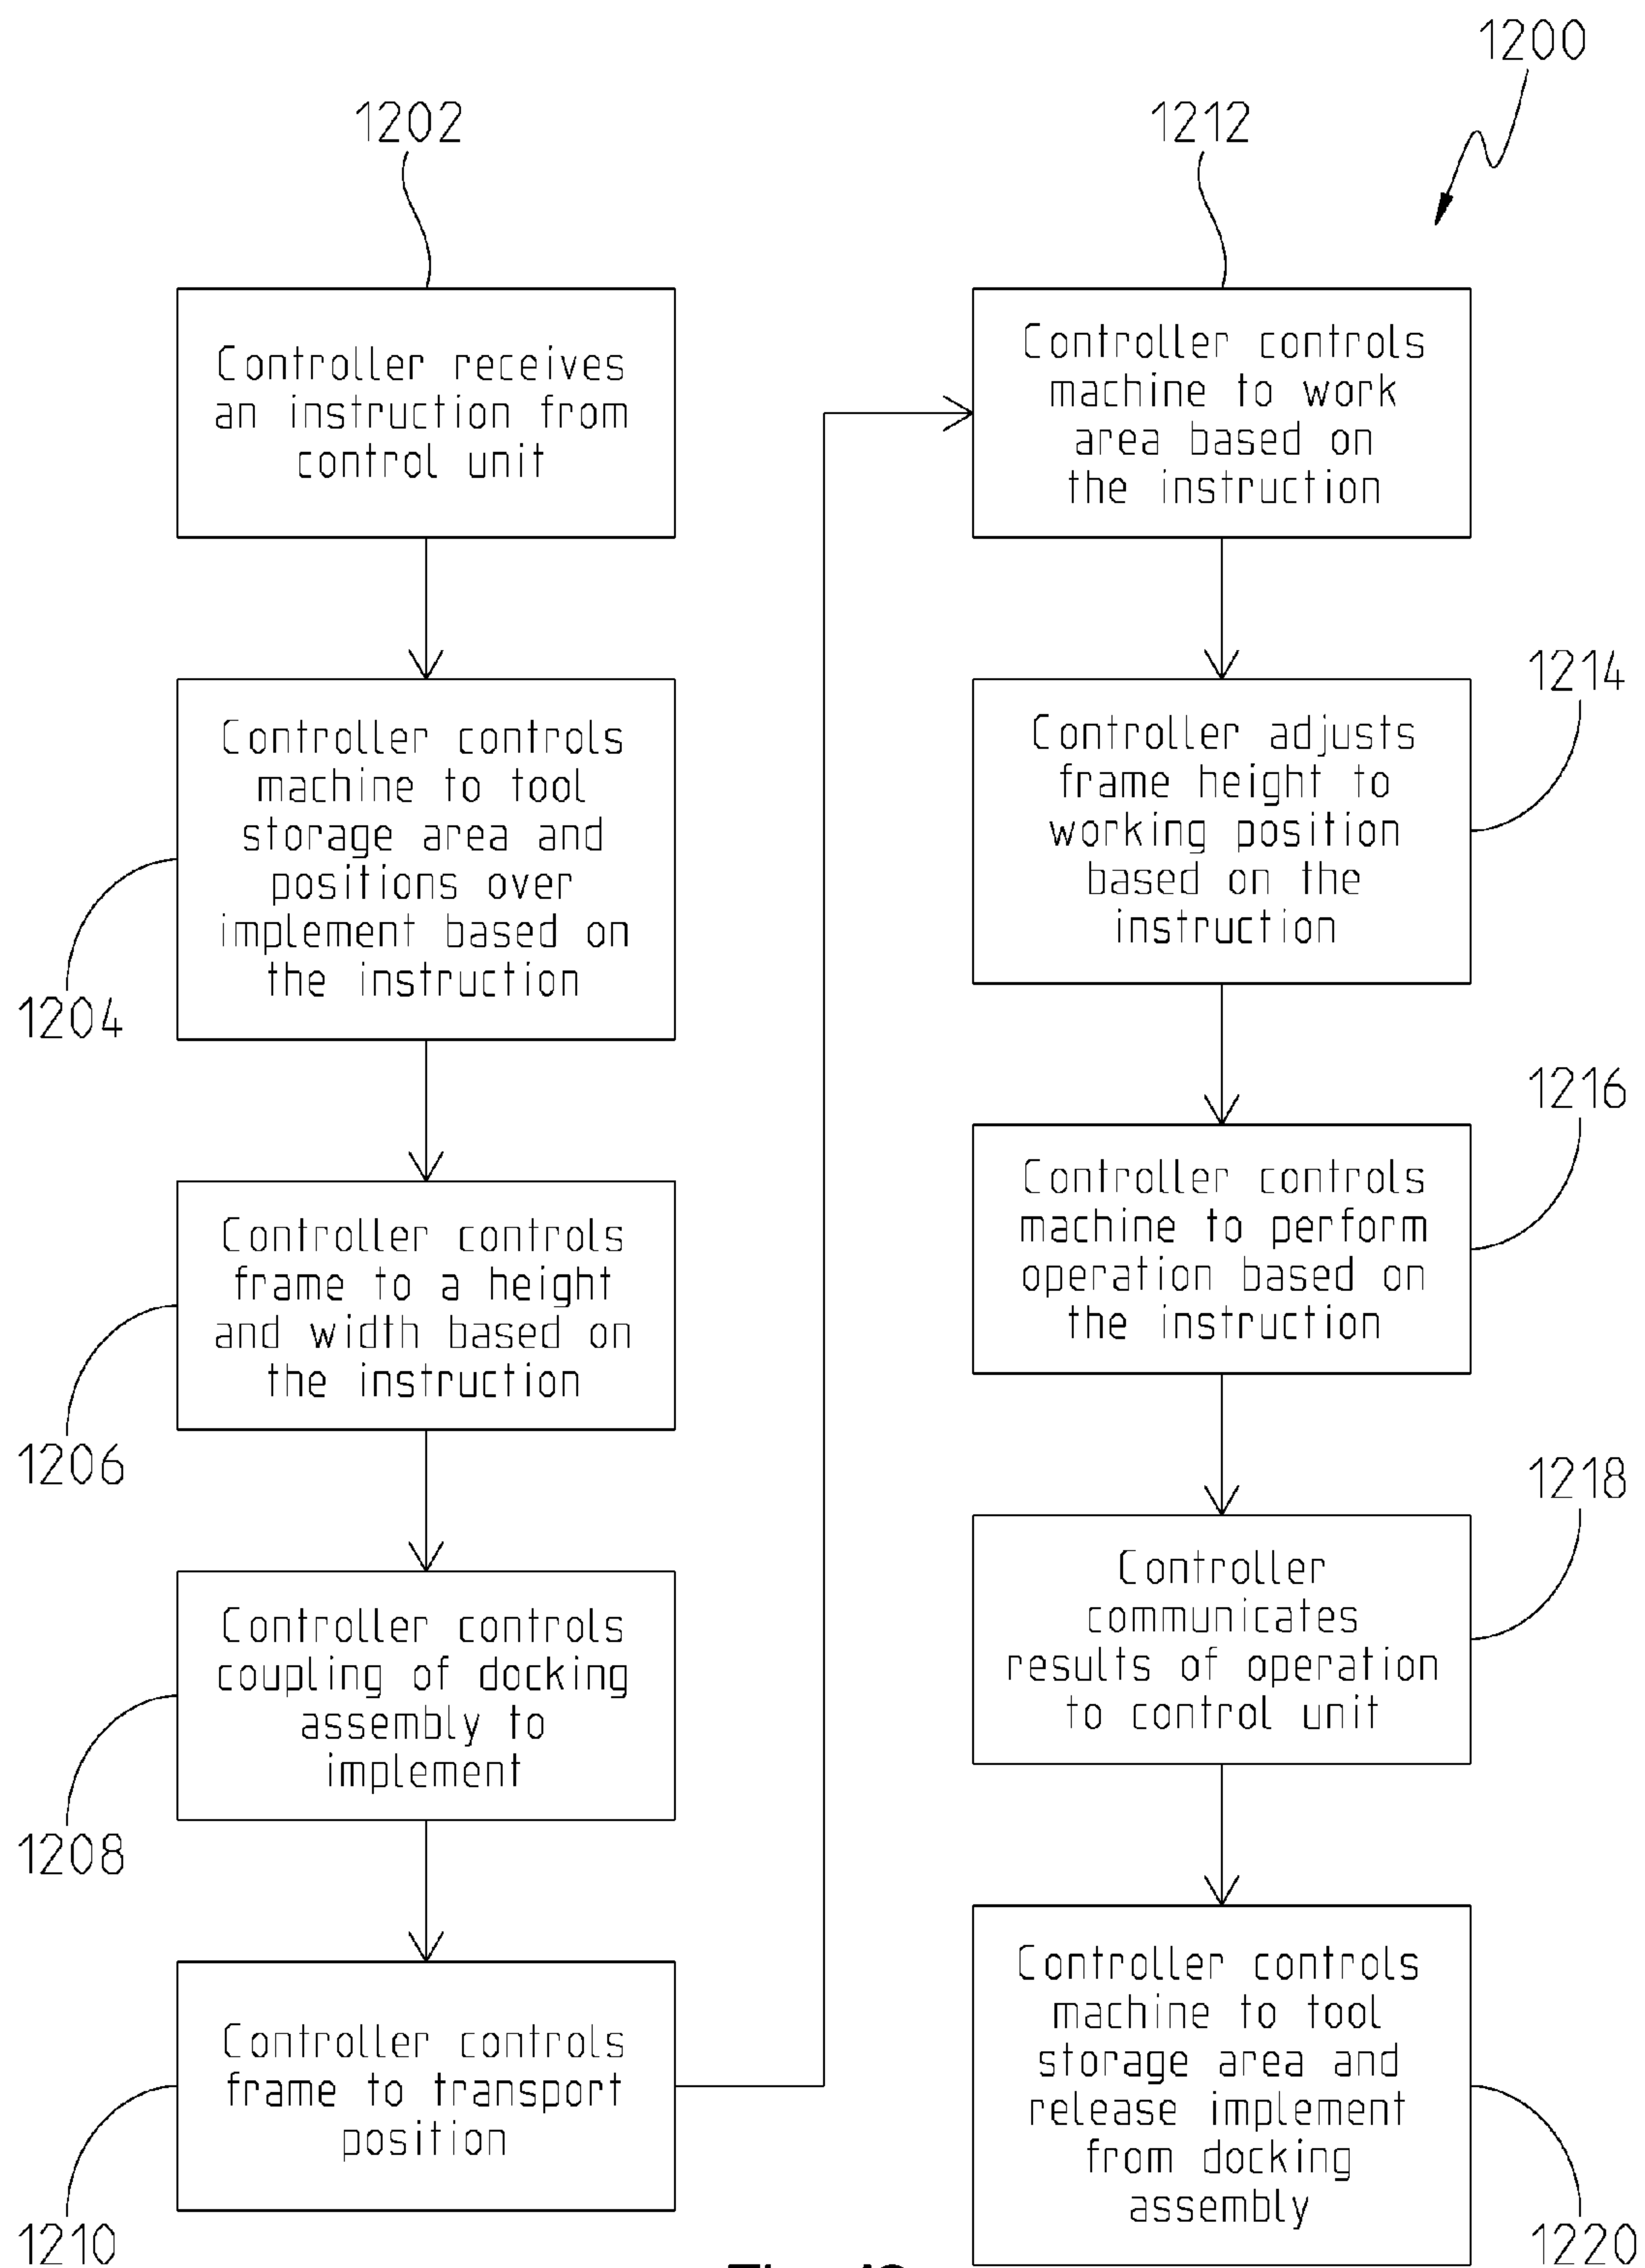 1200
1202
Controller receives
an instruction from
control unit
1204
Controller controls
machine to tool
storage area and
positions over
implement based on
the instruction
1206
Controller controls
frame to a height
and width based on
the instruction
1208
Controller controls
coupling of docking
assembly to
implement
1210
Controller controls
frame to transport
position
1212
Controller controls
machine to work
area based on
the instruction
1214
Controller adjusts
frame height to
working position
based on the
instruction
1216
Controller controls
machine to perform
operation based on
the instruction
1218
Controller
communicates
results of operation
to control unit
1220
Controller controls
machine to tool
storage area and
release implement
from docking
assembly